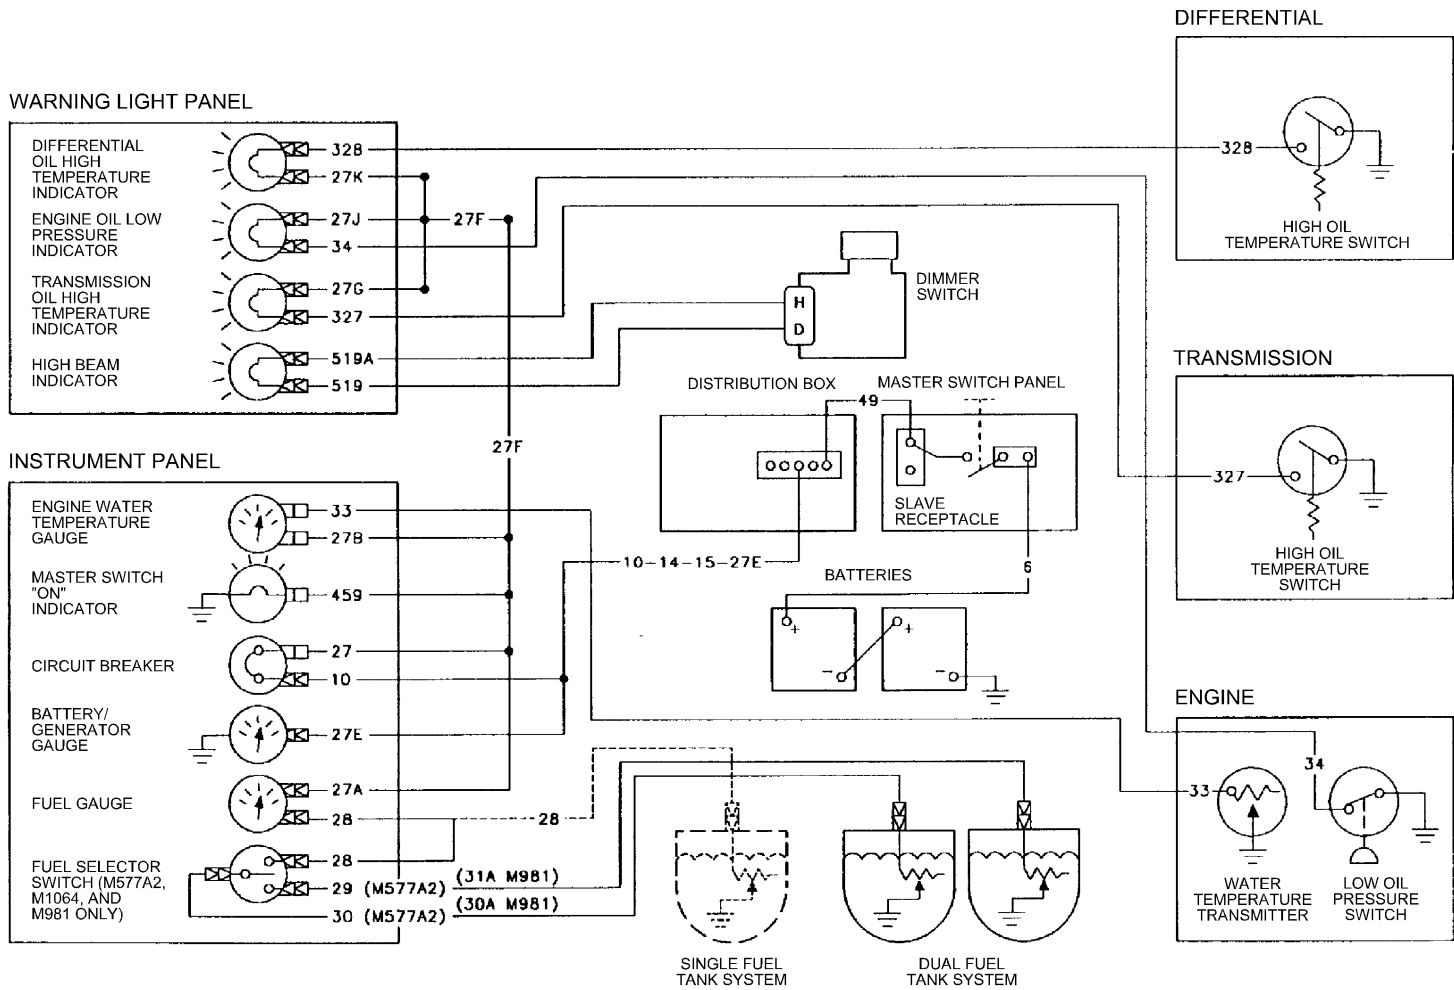 DIFFERENTIAL
WARNING LIGHT PANEL
DIFFERENTIAL
OIL HIGH
TEMPERATURE
INDICATOR
328
27K
328
HIGH OIL
TEMPERATURE SWITCH
ENGINE OIL LOW
PRESSURE
INDICATOR
27J
27F
34
TRANSMISSION
OIL HIGH
TEMPERATURE
INDICATOR
27G
327
DIMMER
SWITCH
H
D
HIGH BEAM
INDICATOR
519A
519
TRANSMISSION
DISTRIBUTION BOX
MASTER SWITCH PANEL
49
SLAVE
RECEPTACLE
327
HIGH OIL
TEMPERATURE
SWITCH
27F
INSTRUMENT PANEL
ENGINE WATER
TEMPERATURE
GAUGE
33
27B
10-14-15-27E
6
BATTERIES
+
+
−
−
MASTER SWITCH
"ON"
INDICATOR
459
CIRCUIT BREAKER
27
10
BATTERY/
GENERATOR
GAUGE
27E
ENGINE
34
33
WATER
TEMPERATURE
TRANSMITTER
LOW OIL
PRESSURE
SWITCH
FUEL GAUGE
27A
28
28
FUEL SELECTOR
SWITCH (M577A2,
M1064, AND
M981 ONLY)
28
29 (M577A2)
(31A M981)
30 (M577A2)
(30A M981)
SINGLE FUEL
TANK SYSTEM
DUAL FUEL
TANK SYSTEM